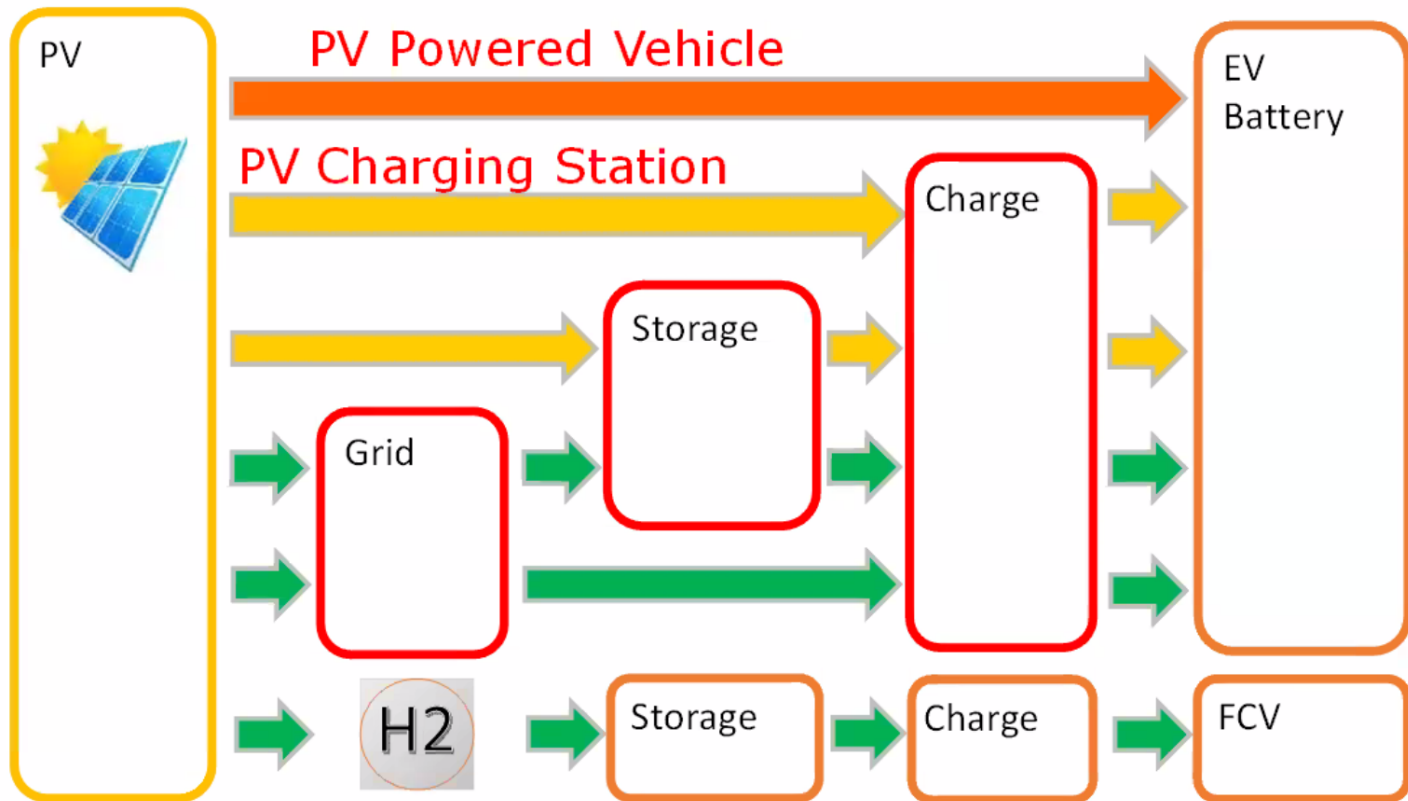 PV
PV Powered Vehicle
EV
Battery
PV Charging Station
Charge
Storage
Grid
H2
Storage
Charge
FCV